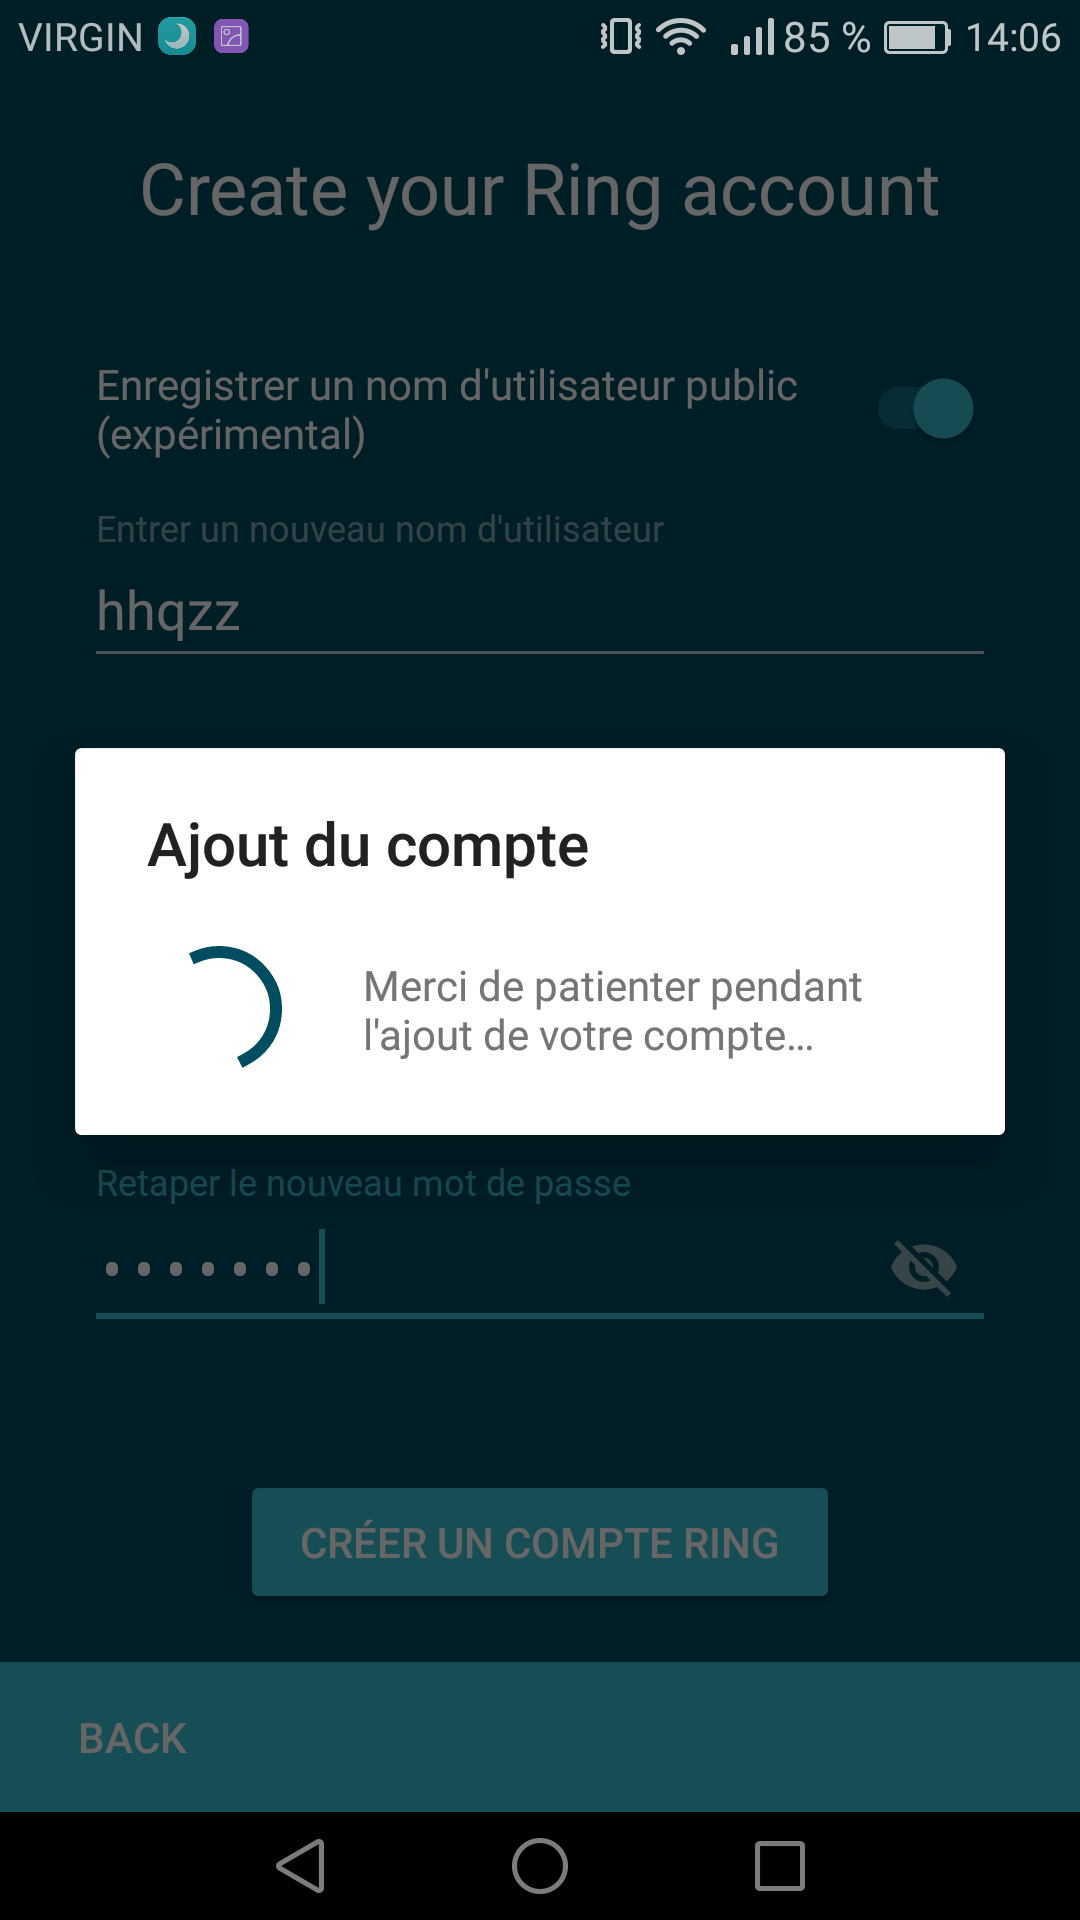 VIRGIN 85 % 14:06
Create your Ring account
Enregistrer un nom d'utilisateur public
(expérimental)
Entrer un nouveau nom d'utilisateur
hhqzz
Ajout du compte
Merci de patienter pendant
l'ajout de votre compte...
Retaper le nouveau mot de passe
•••••••
CRÉER UN COMPTE RING
BACK